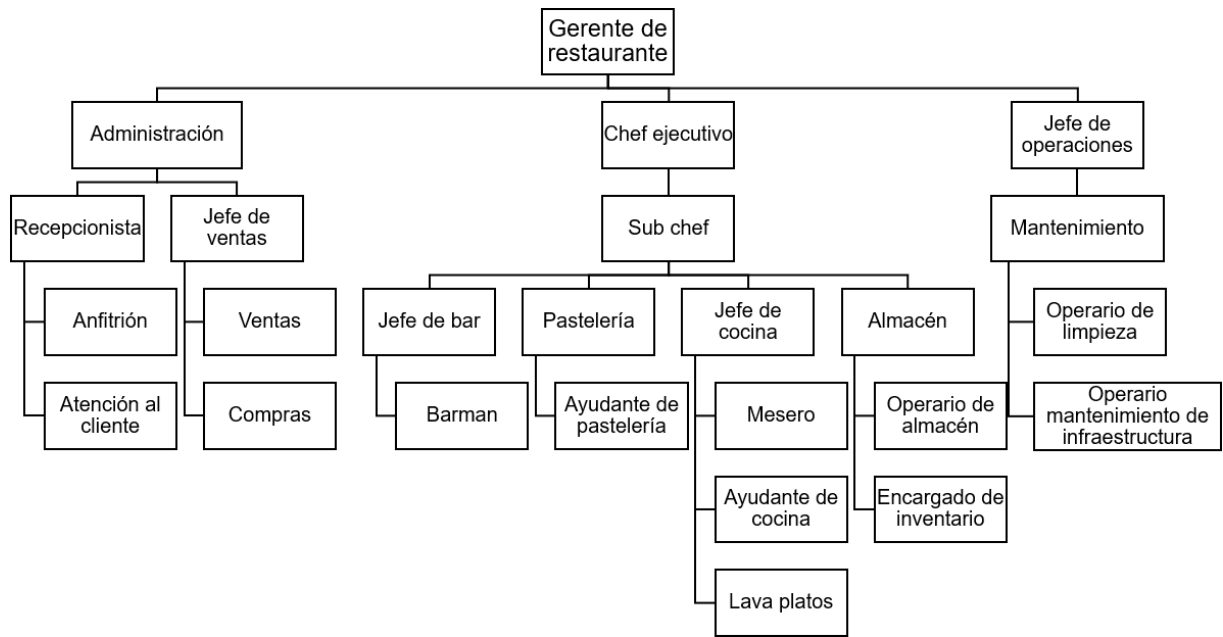 Gerente de
restaurante
Administración
Chef ejecutivo
Jefe de
operaciones
Recepcionista
Jefe de
ventas
Sub chef
Mantenimiento
Anfitrión
Ventas
Jefe de bar
Pastelería
Jefe de
cocina
Almacén
Operario de
limpieza
Atención al
cliente
Compras
Barman
Ayudante de
pastelería
Mesero
Operario de
almacén
Operario
mantenimiento de
infraestructura
Ayudante de
cocina
Encargado de
inventario
Lava platos